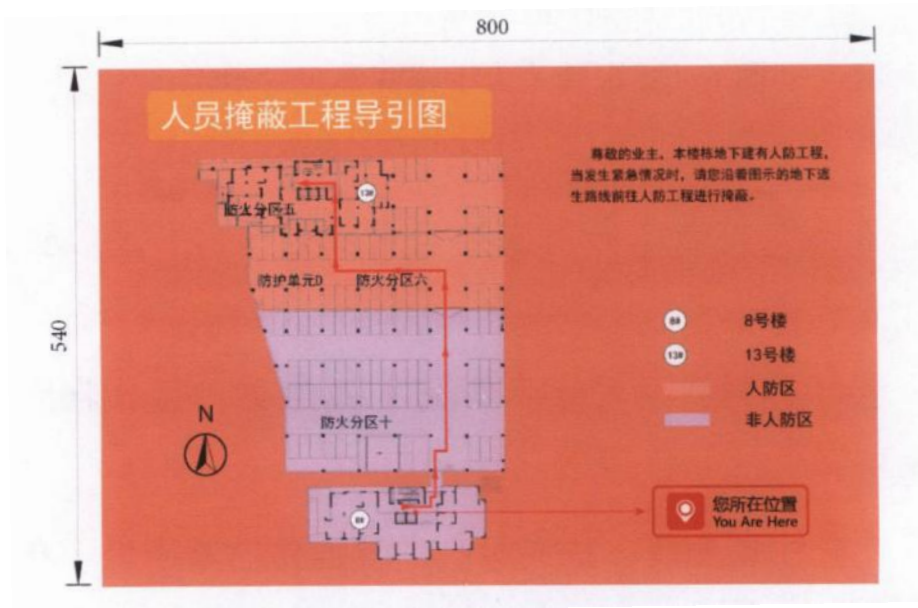 800
540
人员掩蔽工程导引图
尊敬的业主，本楼栋地下建有人防工程，
当发生紧急情况时，请您沿着图示的地下逃
生路线前往人防工程进行掩蔽。
13#
防火分区五
防护单元D
防火分区六
防火分区十
8#
N
8#
8号楼
13#
13号楼
人防区
非人防区
您所在位置
You Are Here